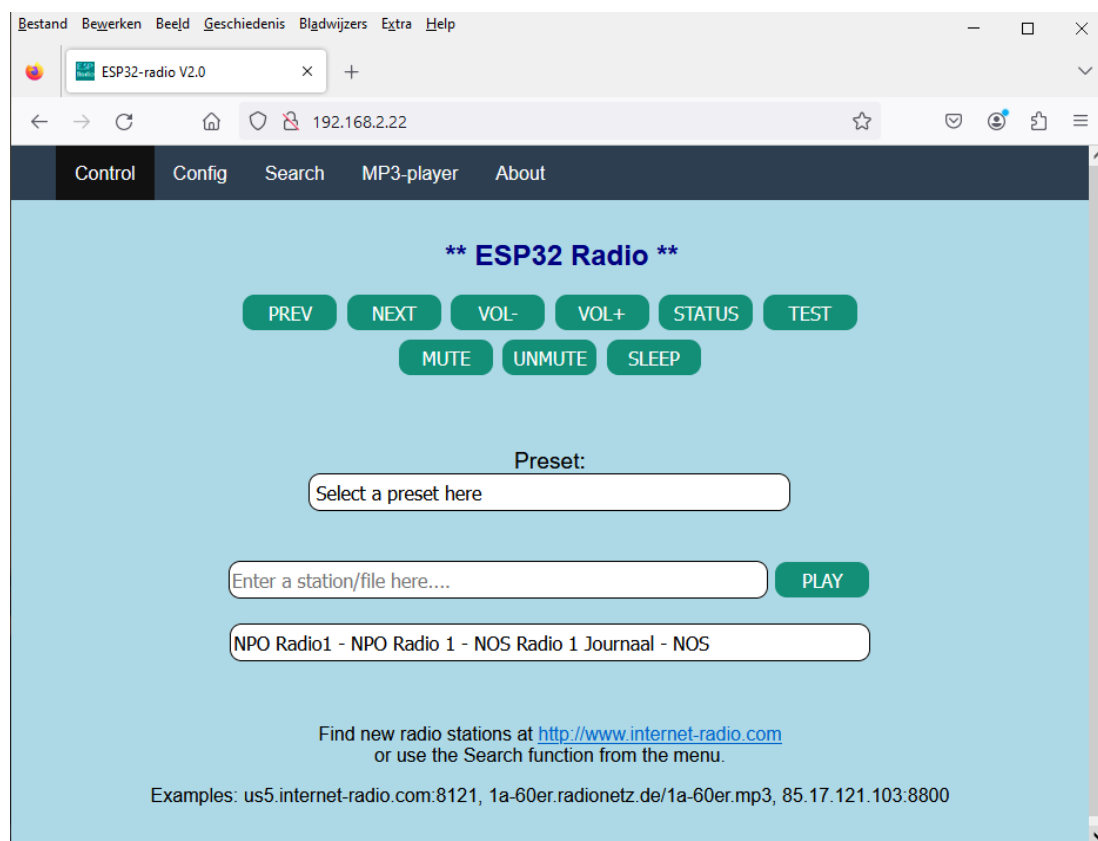 Bestand Bewerken Beeld Geschiedenis Bladwijzers Extra Help
ESP32-radio V2.0
192.168.2.22
Control Config Search MP3-player About
** ESP32 Radio **
PREV NEXT VOL- VOL+ STATUS TEST
MUTE UNMUTE SLEEP
Preset:
Select a preset here
Enter a station/file here.... PLAY
NPO Radio1 - NPO Radio 1 - NOS Radio 1 Journaal - NOS
Find new radio stations at http://www.internet-radio.com
or use the Search function from the menu.
Examples: us5.internet-radio.com:8121, 1a-60er.radionetz.de/1a-60er.mp3, 85.17.121.103:8800